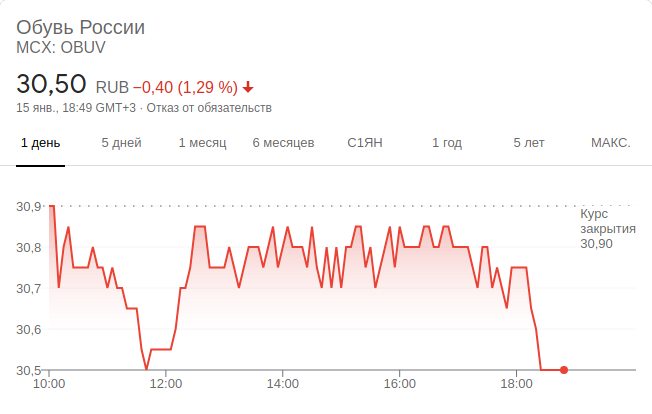 Обувь России
MCX: OBUV
30,50 RUB −0,40 (1,29 %)
15 янв., 18:49 GMT+3 · Отказ от обязательств
1 день 5 дней 1 месяц 6 месяцев С1ЯН 1 год 5 лет МАКС.
30,9
Курс
закрытия
30,90
30,8
30,7
30,6
30,5
10:00 12:00 14:00 16:00 18:00